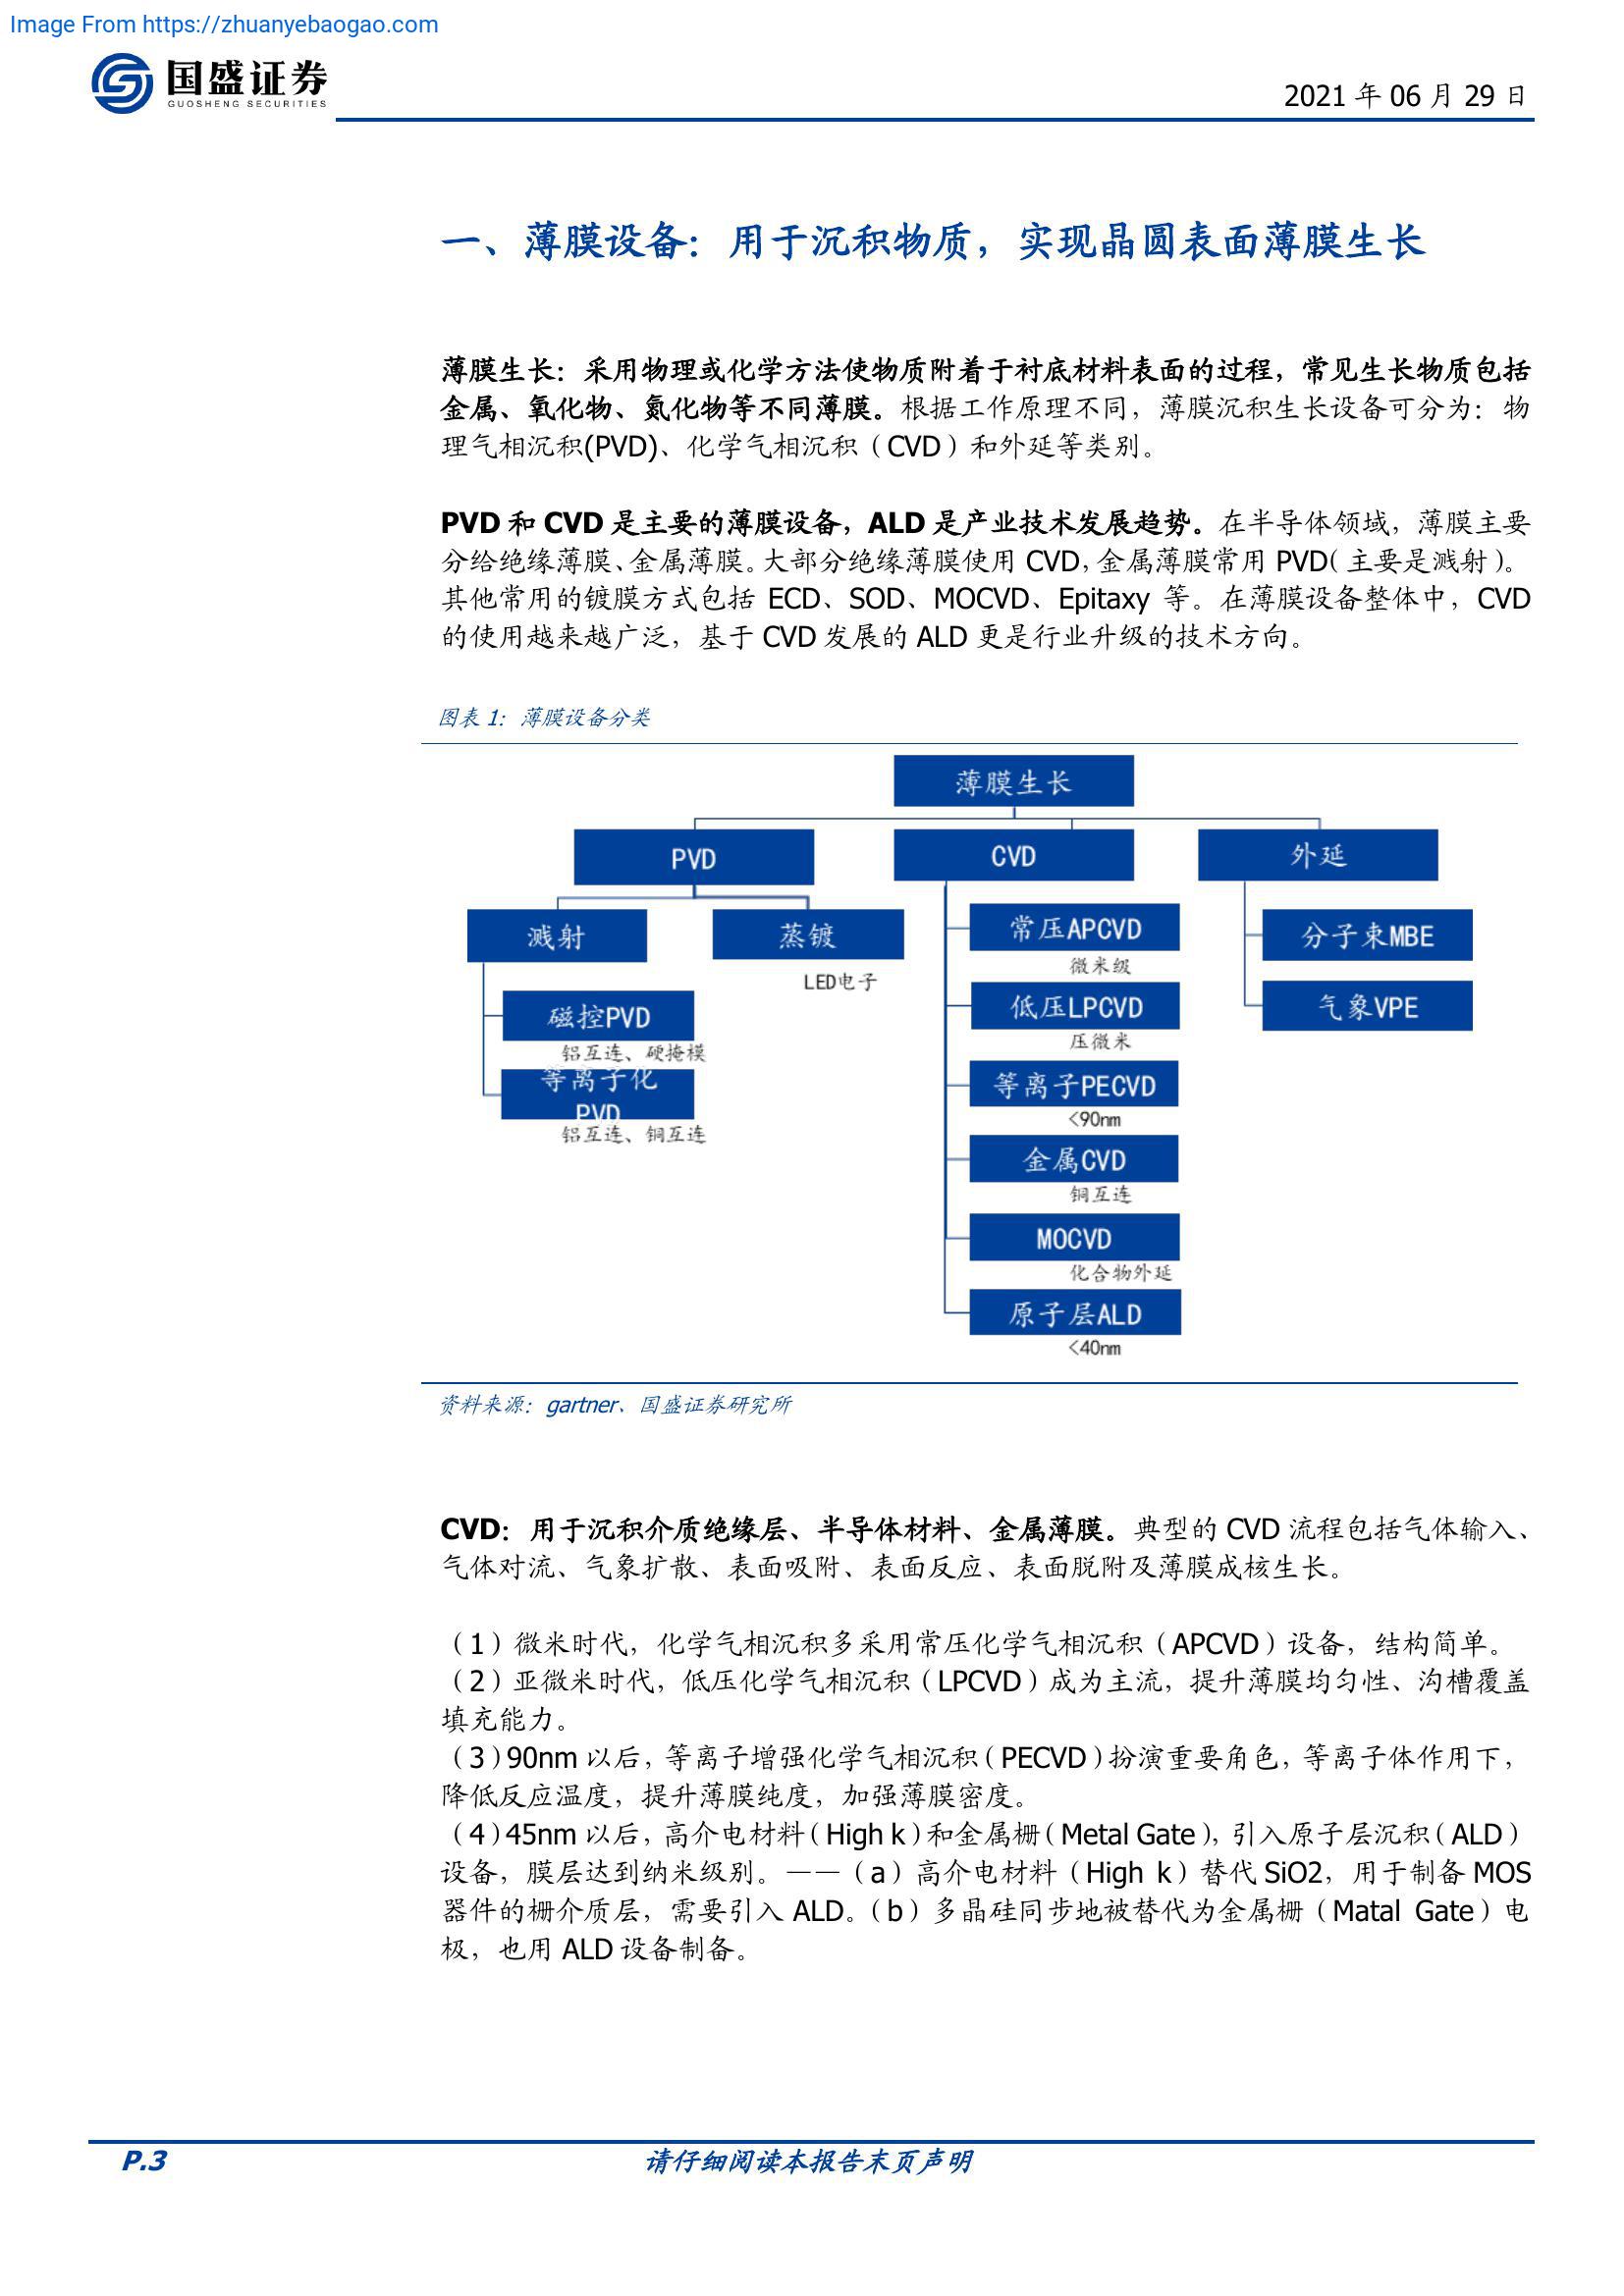 Image From https://zhuanyebaogao.com
国盛证券
GUOSHENG SECURITIES
2021 年 06 月 29 日
一、薄膜设备：用于沉积物质，实现晶圆表面薄膜生长
薄膜生长：采用物理或化学方法使物质附着于衬底材料表面的过程，常见生长物质包括
金属、氧化物、氮化物等不同薄膜。根据工作原理不同，薄膜沉积生长设备可分为：物
理气相沉积(PVD)、化学气相沉积（CVD）和外延等类别。
PVD 和 CVD 是主要的薄膜设备，ALD 是产业技术发展趋势。在半导体领域，薄膜主要
分给绝缘薄膜、金属薄膜。大部分绝缘薄膜使用 CVD，金属薄膜常用 PVD（主要是溅射）。
其他常用的镀膜方式包括 ECD、SOD、MOCVD、Epitaxy 等。在薄膜设备整体中，CVD
的使用越来越广泛，基于 CVD 发展的 ALD 更是行业升级的技术方向。
图表 1：薄膜设备分类
薄膜生长
PVD
CVD
外延
溅射
蒸镀
LED电子
磁控PVD
铝互连、硬掩模
等离子化
PVD
铝互连、铜互连
常压APCVD
微米级
低压LPCVD
压微米
等离子PECVD
<90nm
金属CVD
铜互连
MOCVD
化合物外延
原子层ALD
<40nm
分子束MBE
气象VPE
资料来源：gartner、国盛证券研究所
CVD：用于沉积介质绝缘层、半导体材料、金属薄膜。典型的 CVD 流程包括气体输入、
气体对流、气象扩散、表面吸附、表面反应、表面脱附及薄膜成核生长。
（1）微米时代，化学气相沉积多采用常压化学气相沉积（APCVD）设备，结构简单。
（2）亚微米时代，低压化学气相沉积（LPCVD）成为主流，提升薄膜均匀性、沟槽覆盖
填充能力。
（3）90nm 以后，等离子增强化学气相沉积（PECVD）扮演重要角色，等离子体作用下，
降低反应温度，提升薄膜纯度，加强薄膜密度。
（4）45nm 以后，高介电材料（High k）和金属栅（Metal Gate），引入原子层沉积（ALD）
设备，膜层达到纳米级别。——（a）高介电材料（High k）替代 SiO2，用于制备 MOS
器件的栅介质层，需要引入 ALD。（b）多晶硅同步地被替代为金属栅（Matal Gate）电
极，也用 ALD 设备制备。
P.3
请仔细阅读本报告末页声明